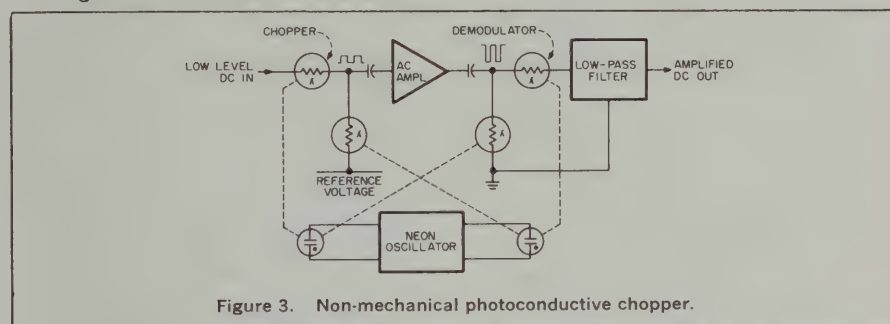 CHOPPER
DEMODULATOR
LOW LEVEL
DC IN
AC
AMPL
LOW-PASS
FILTER
AMPLIFIED
DC OUT
REFERENCE
VOLTAGE
NEON
OSCILLATOR
Figure 3. Non-mechanical photoconductive chopper.